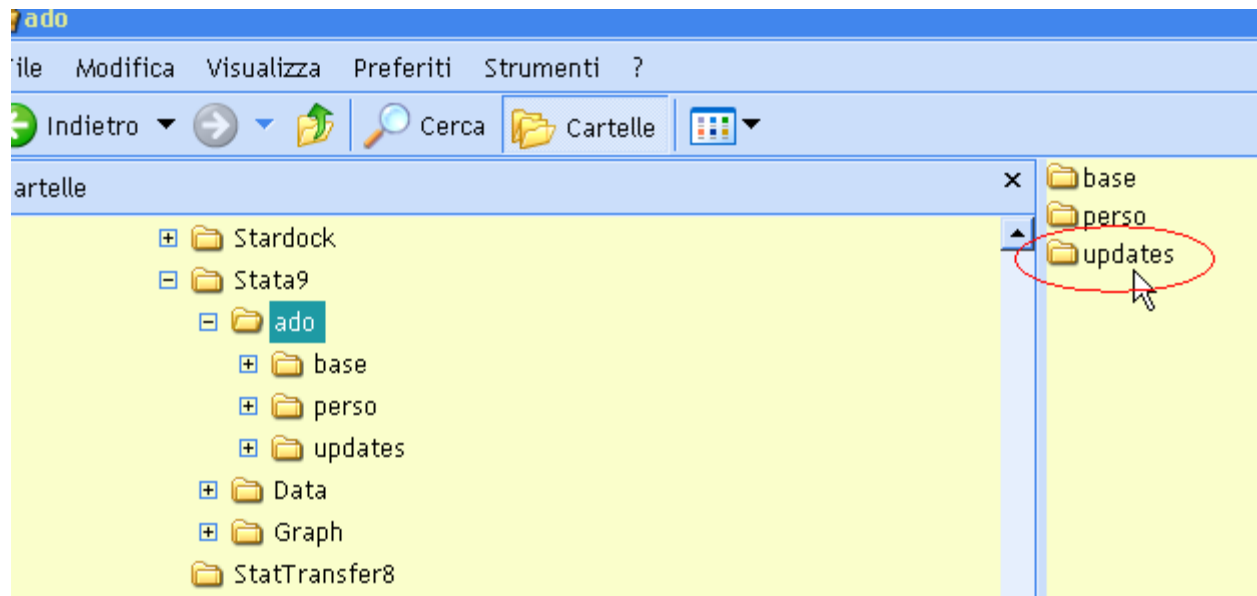 ado
ile Modifica Visualizza Preferiti Strumenti ?
Indietro Cerca Cartelle
artelle
Stardock
Stata9
ado
base
perso
updates
Data
Graph
StatTransfer8
base
perso
updates